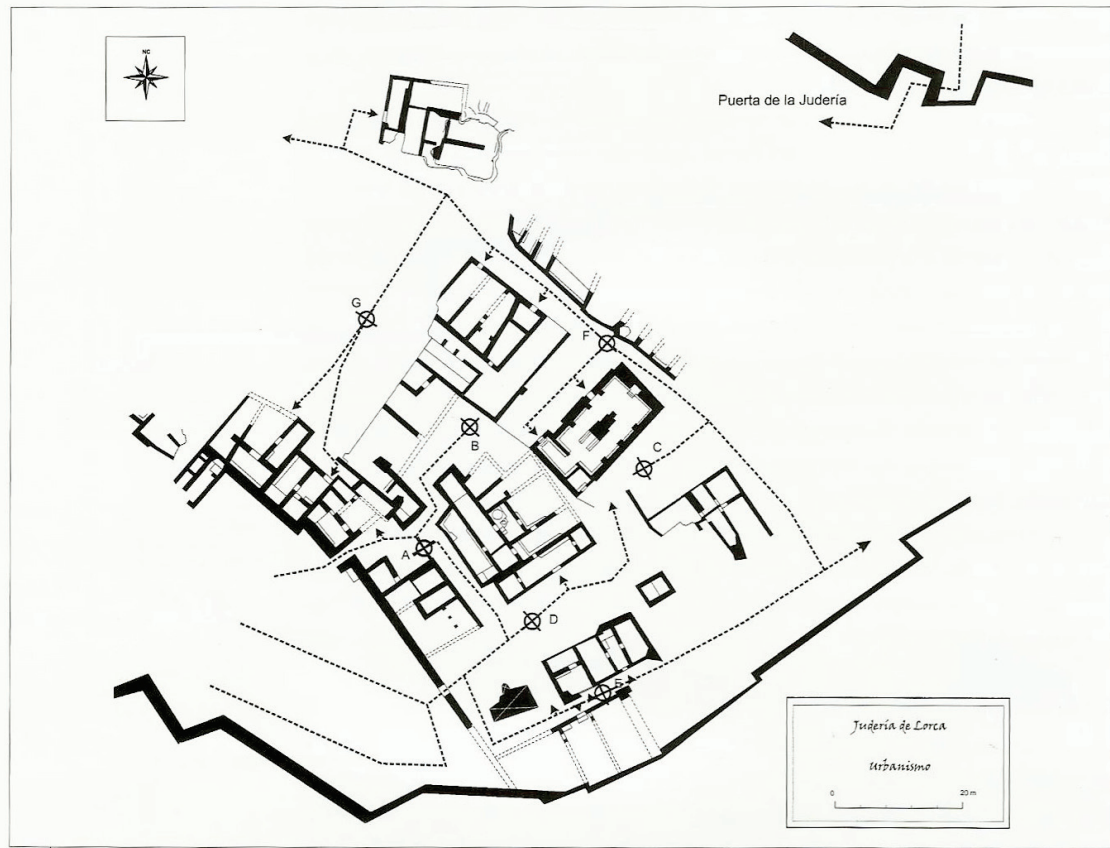 NC
Puerta de la Judería
G
F
B
C
A
D
E
Judería de Lorca
Urbanismo
0 20 m